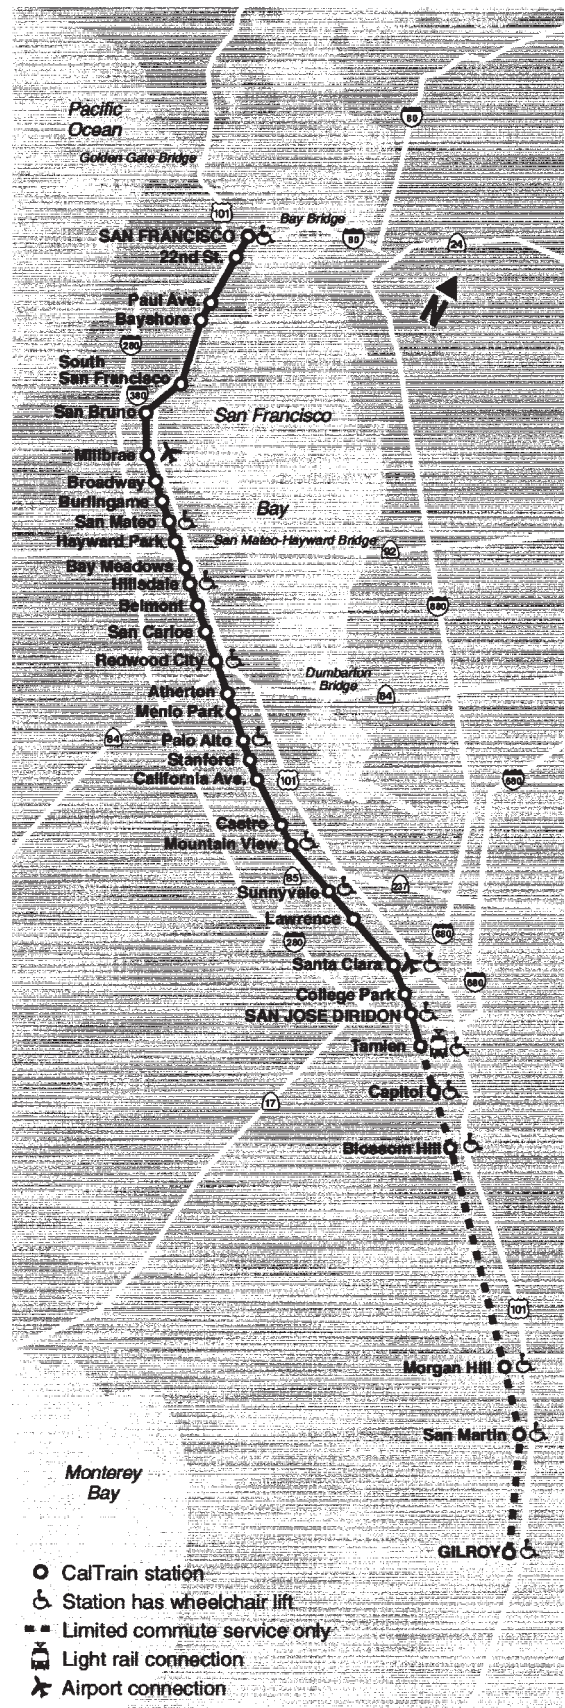 Pacific
Ocean
Golden Gate Bridge
80
101
Bay Bridge
SAN FRANCISCO
80
24
22nd St.
N
Paul Ave.
Bayshore
280
South
San Francisco
380
San Bruno
San Francisco
Millbrae
Broadway
Burlingame
Bay
San Mateo
Hayward Park
San Mateo-Hayward Bridge
92
Bay Meadows
Hillsdale
Belmont
880
San Carlos
Redwood City
Dumbarton
Bridge
Atherton
84
Menlo Park
84
Palo Alto
Stanford
California Ave.
101
680
Castro
Mountain View
85
Sunnyvale
237
Lawrence
280
880
Santa Clara
680
College Park
SAN JOSE DIRIDON
Tamien
Capitol
17
Blossom Hill
101
Morgan Hill
San Martin
Monterey
Bay
GILROY
CalTrain station
Station has wheelchair lift
Limited commute service only
Light rail connection
Airport connection